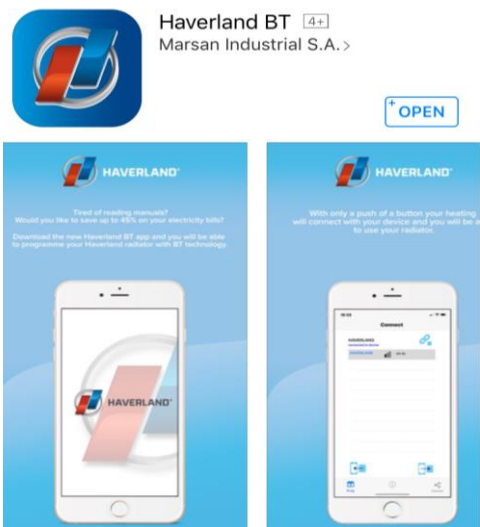 Haverland BT 4+
Marsan Industrial S.A. >
+ OPEN
HAVERLAND
Tired of reading manuals?
Would you like to save up to 45% on your electricity bills?
Download the new Haverland BT app and you will be able
to programme your Haverland radiator with BT technology.
HAVERLAND
HAVERLAND
With only a push of a button your heating
will connect with your device and you will be a
to use your radiator.
Connect
HAVERLAND